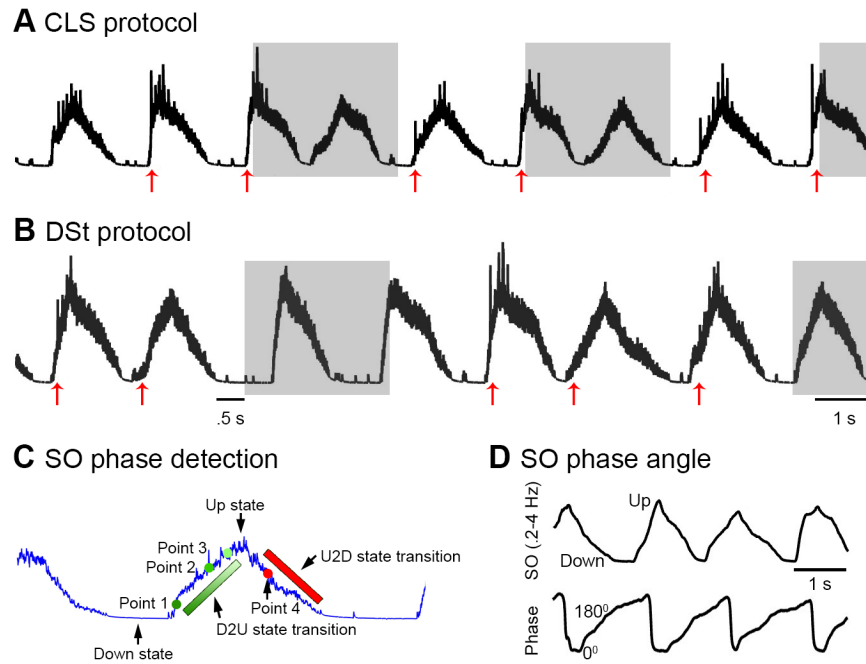 A CLS protocol
B DSt protocol
.5 s
1 s
C SO phase detection
Up state
Point 3
Point 2
U2D state transition
Point 1
Point 4
D2U state transition
Down state
D SO phase angle
SO (.2-4 Hz)
Up
Down
1 s
Phase
180⁰
0⁰